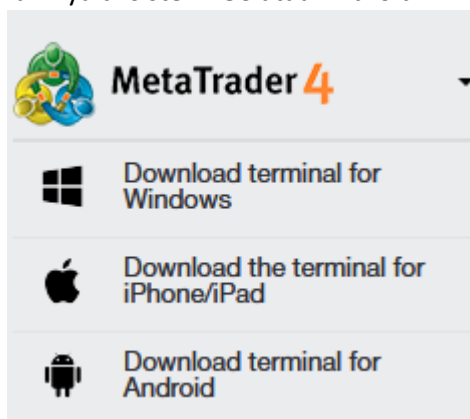 MetaTrader 4
Download terminal for
Windows
Download the terminal for
iPhone/iPad
Download terminal for
Android